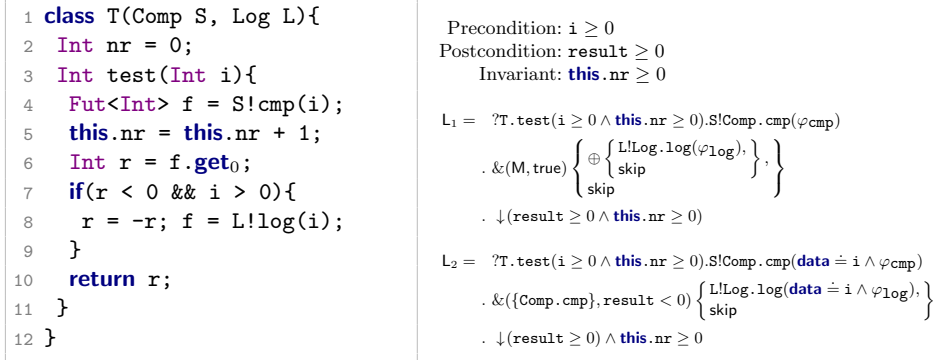 1 class T(Comp S, Log L){
2 Int nr = 0;
3 Int test(Int i){
4 Fut<Int> f = S!cmp(i);
5 this.nr = this.nr + 1;
6 Int r = f.get₀;
7 if(r < 0 && i > 0){
8 r = -r; f = L!log(i);
9 }
10 return r;
11 }
12 }
Precondition: i ≥ 0
Postcondition: result ≥ 0
Invariant: this.nr ≥ 0
L₁ = ?T.test(i ≥ 0 ∧ this.nr ≥ 0).S!Comp.cmp(φcmp)
. &(M, true) { ⊕ { L!Log.log(φlog), } , }
skip
skip
. ↓(result ≥ 0 ∧ this.nr ≥ 0)
L₂ = ?T.test(i ≥ 0 ∧ this.nr ≥ 0).S!Comp.cmp(data ≐ i ∧ φcmp)
. &({Comp.cmp}, result < 0) { L!Log.log(data ≐ i ∧ φlog), }
skip
. ↓(result ≥ 0) ∧ this.nr ≥ 0